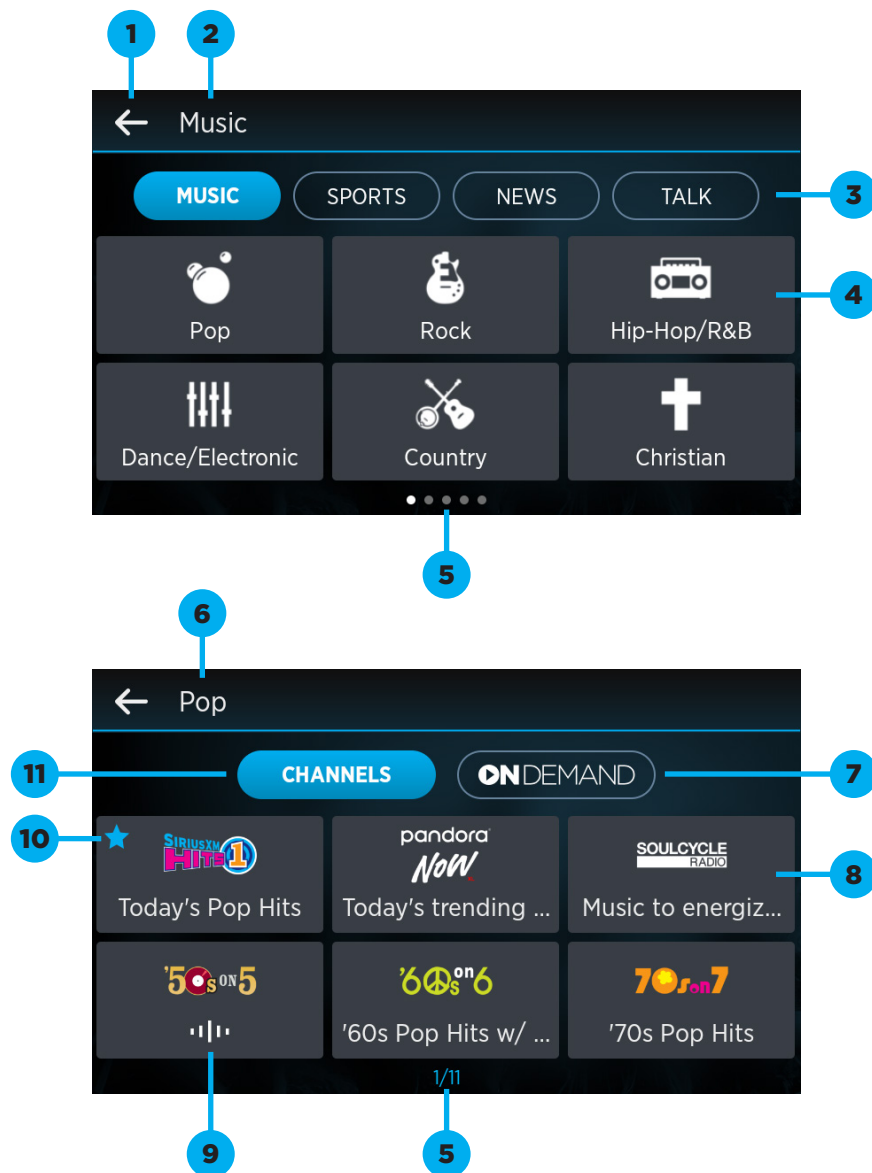 1 2
Music
MUSIC SPORTS NEWS TALK 3
Pop Rock Hip-Hop/R&B 4
Dance/Electronic Country Christian
5
6
Pop
11 CHANNELS ONDEMAND 7
10 SIRIUSXM HITS 1 pandora NOW SOULCYCLE RADIO 8
Today's Pop Hits Today's trending ... Music to energiz...
'50s ON 5 '60s on 6 70s on 7
'60s Pop Hits w/ ... '70s Pop Hits
1/11
9 5